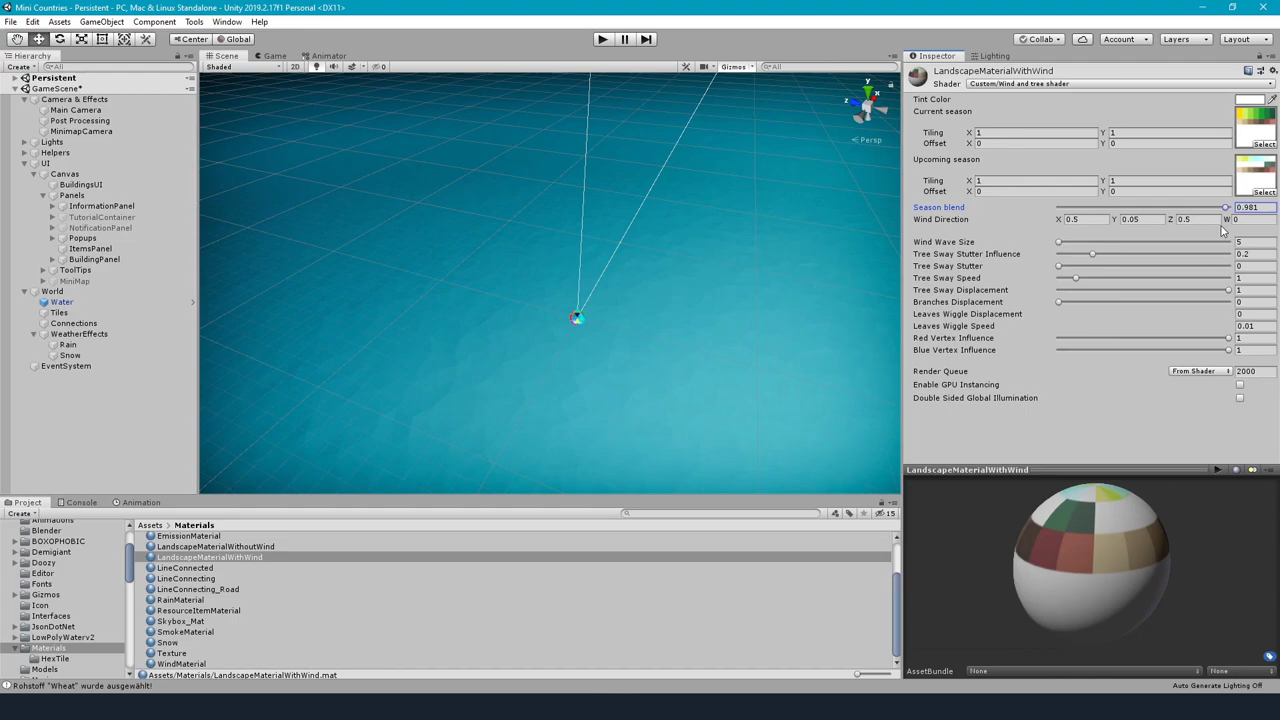 Mini Countries - Persistent - PC, Mac & Linux Standalone - Unity 2019.2.17f1 Personal <DX11>
File Edit Assets GameObject Component Tools Window Help
Center Global Collab Account Layers Layout
Hierarchy Scene Game Animator Inspector Lighting
Create All Shaded 2D 0 Gizmos All LandscapeMaterialWithWind
Persistent
GameScene*
Camera & Effects
Main Camera
Post Processing
MinimapCamera
Lights
Helpers
UI
Canvas
BuildingsUI
Panels
InformationPanel
TutorialContainer
NotificationPanel
Popups
ItemsPanel
BuildingPanel
ToolTips
MiniMap
World
Water
Tiles
Connections
WeatherEffects
Rain
Snow
EventSystem
y
x
z
Persp
Shader Custom/Wind and tree shader
Tint Color
Current season
Tiling X 1 Y 1
Offset X 0 Y 0
Select
Upcoming season
Tiling X 1 Y 1
Offset X 0 Y 0
Select
Season blend 0.981
Wind Direction X 0.5 Y 0.05 Z 0.5 W 0
Wind Wave Size 5
Tree Sway Stutter Influence 0.2
Tree Sway Stutter 0
Tree Sway Speed 1
Tree Sway Displacement 1
Branches Displacement 0
Leaves Wiggle Displacement 0
Leaves Wiggle Speed 0.01
Red Vertex Influence 1
Blue Vertex Influence 1
Render Queue From Shader 2000
Enable GPU Instancing
Double Sided Global Illumination
LandscapeMaterialWithWind
AssetBundle None None
Project Console Animation
Create 15
Animations
Blender
BOXOPHOBIC
Demigiant
Doozy
Editor
Fonts
Gizmos
Icon
Interfaces
JsonDotNet
LowPolyWaterv2
Materials
HexTile
Models
Assets Materials
EmissionMaterial
LandscapeMaterialWithoutWind
LandscapeMaterialWithWind
LineConnected
LineConnecting
LineConnecting_Road
RainMaterial
ResourceItemMaterial
Skybox_Mat
SmokeMaterial
Snow
Texture
WindMaterial
Assets/Materials/LandscapeMaterialWithWind.mat
Rohstoff "Wheat" wurde ausgewählt!
Auto Generate Lighting Off